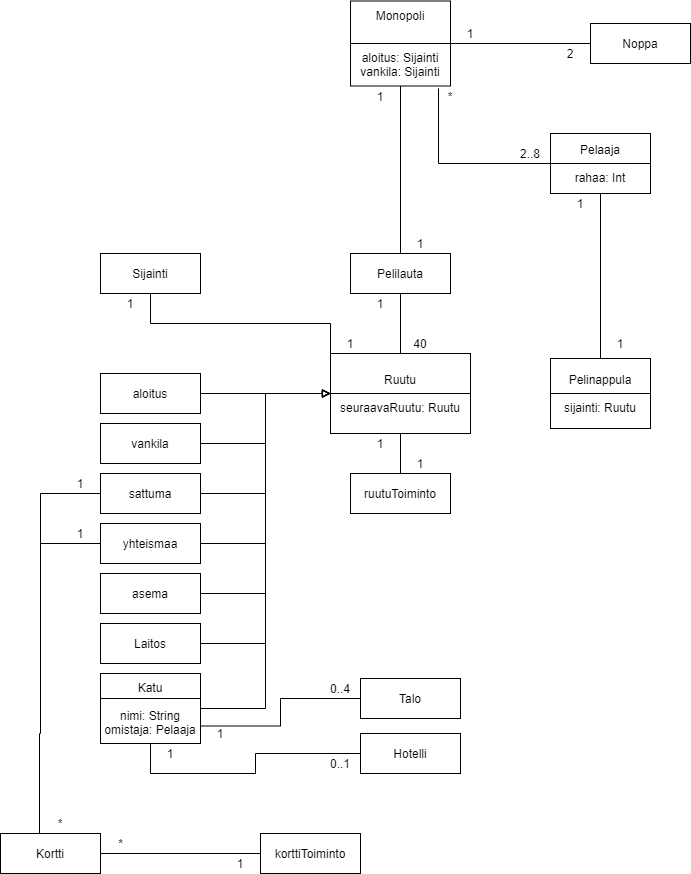 Monopoli
aloitus: Sijainti
vankila: Sijainti
1
2
Noppa
1
*
2..8
Pelaaja
rahaa: Int
1
1
Sijainti
Pelilauta
1
1
1
40
1
Ruutu
seuraavaRuutu: Ruutu
Pelinappula
sijainti: Ruutu
aloitus
vankila
1
1
1
sattuma
ruutuToiminto
1
yhteismaa
asema
Laitos
Katu
nimi: String
omistaja: Pelaaja
0..4
Talo
1
1
0..1
Hotelli
*
Kortti
*
1
korttiToiminto